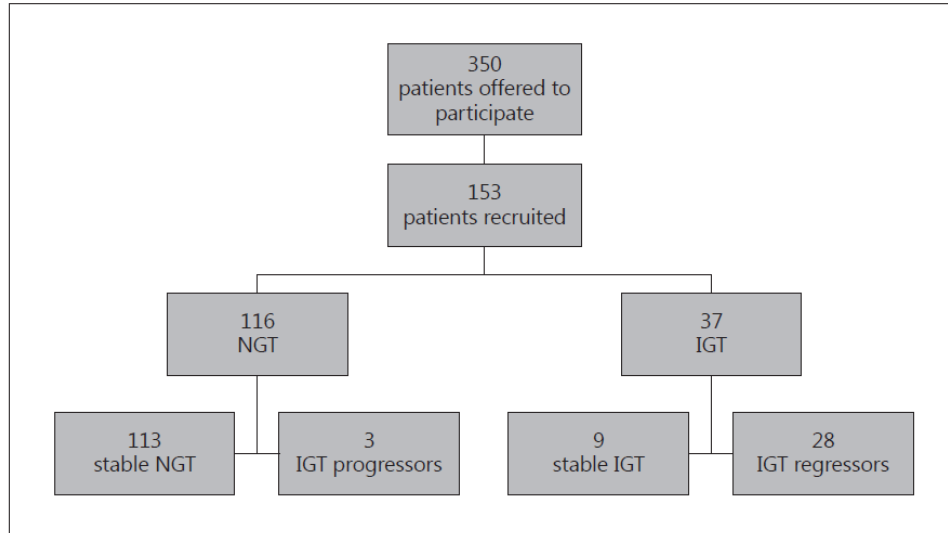 350
patients offered to
participate
153
patients recruited
116
NGT
37
IGT
113
stable NGT
3
IGT progressors
9
stable IGT
28
IGT regressors